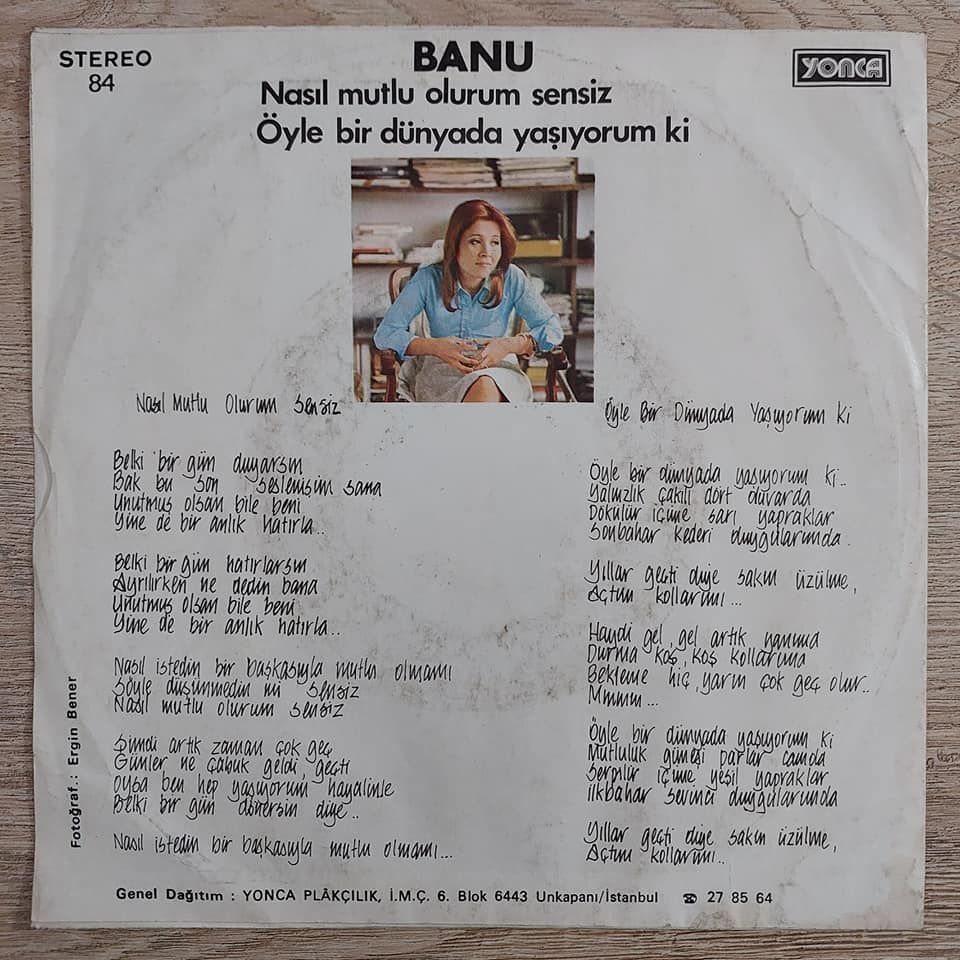 STEREO
84
BANU
Nasıl mutlu olurum sensiz
Öyle bir dünyada yaşıyorum ki
YONCA
Nasıl Mutlu Olurum Sensiz
Belki bir gün duyarsın
Bak bu son seslenişim sana
Unutmuş olsan bile beni
Yine de bir anlık hatırla..
Belki bir gün hatırlarsın
Ayrılırken ne dedin bana
Unutmuş olsan bile beni
Yine de bir anlık hatırla..
Nasıl istedin bir başkasıyla mutlu olmamı
Söyle düşünmedin mi sensiz
Nasıl mutlu olurum sensiz
Şimdi artık zaman çok geç
Günler ne çabuk geldi, geçti
Oysa ben hep yaşıyorum hayalinle
Belki bir gün dönersin diye..
Nasıl istedin bir başkasıyla mutlu olmamı...
Öyle Bir Dünyada Yaşıyorum Ki
Öyle bir dünyada yaşıyorum ki..
Yalnızlık çakılı dört duvarda
Dökülür içime sarı yapraklar
Sonbahar kederi duygularımda.
Yıllar geçti diye sakın üzülme,
Açtım kollarımı...
Haydi gel, gel artık yanıma
Durma koş, koş kollarıma
Bekleme hiç, yarın çok geç olur..
Mmmm...
Öyle bir dünyada yaşıyorum ki
Mutluluk güneşi parlar camda
Serpilir içime yeşil yapraklar
İlkbahar sevinci duygularımda
Yıllar geçti diye sakın üzülme,
Açtım kollarımı..
Fotoğraf.: Ergin Bener
Genel Dağıtım : YONCA PLÂKÇILIK, İ.M.Ç. 6. Blok 6443 Unkapanı/İstanbul ☎ 27 85 64